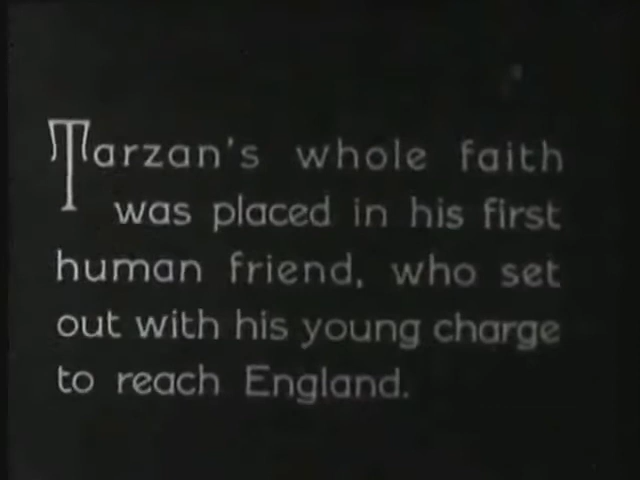 Tarzan's whole faith
was placed in his first
human friend, who set
out with his young charge
to reach England.